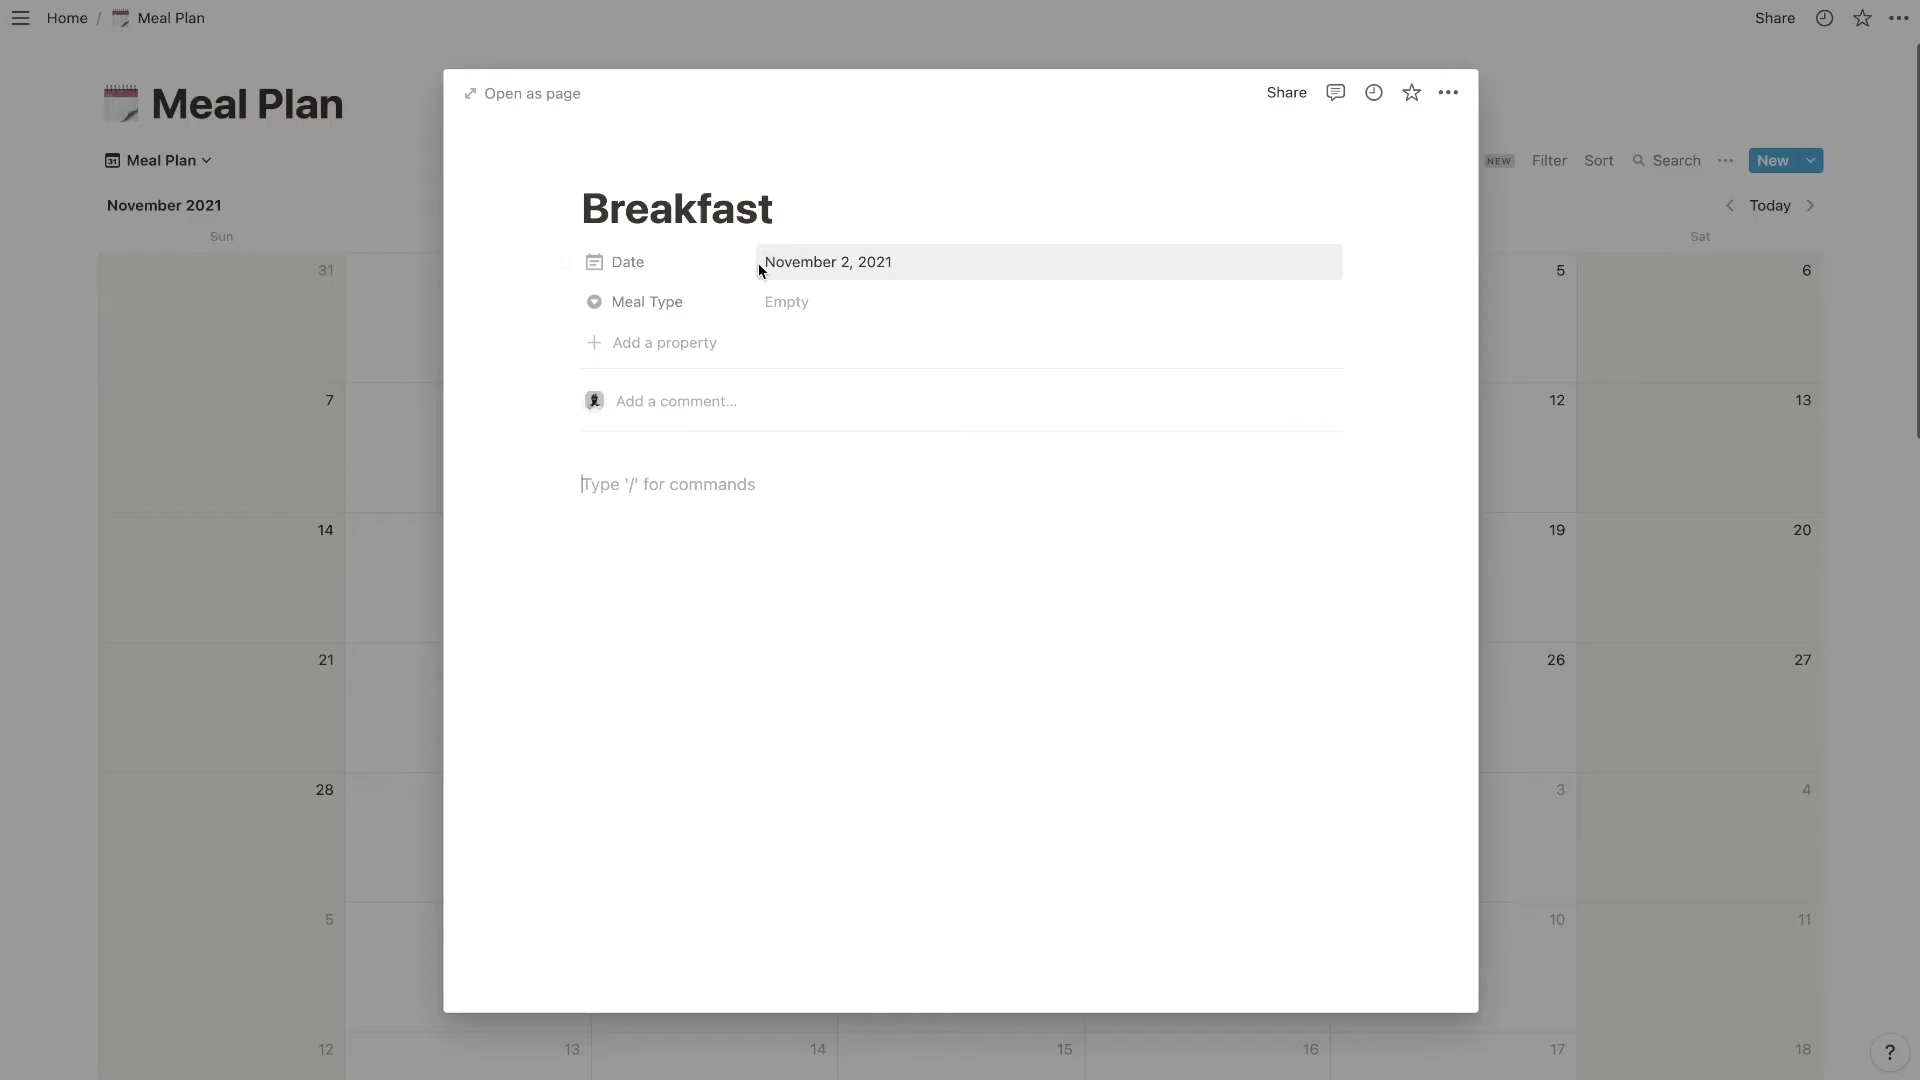 Home / Meal Plan
Share
Meal Plan
Open as page
Share
31 Meal Plan
NEW Filter Sort Search New
Breakfast
November 2021
Today
Sun
Sat
Date November 2, 2021
31 5 6
Meal Type Empty
Add a property
Add a comment...
7 12 13
Type '/' for commands
14 19 20
21 26 27
28 3 4
5 10 11
12 13 14 15 16 17 18
?